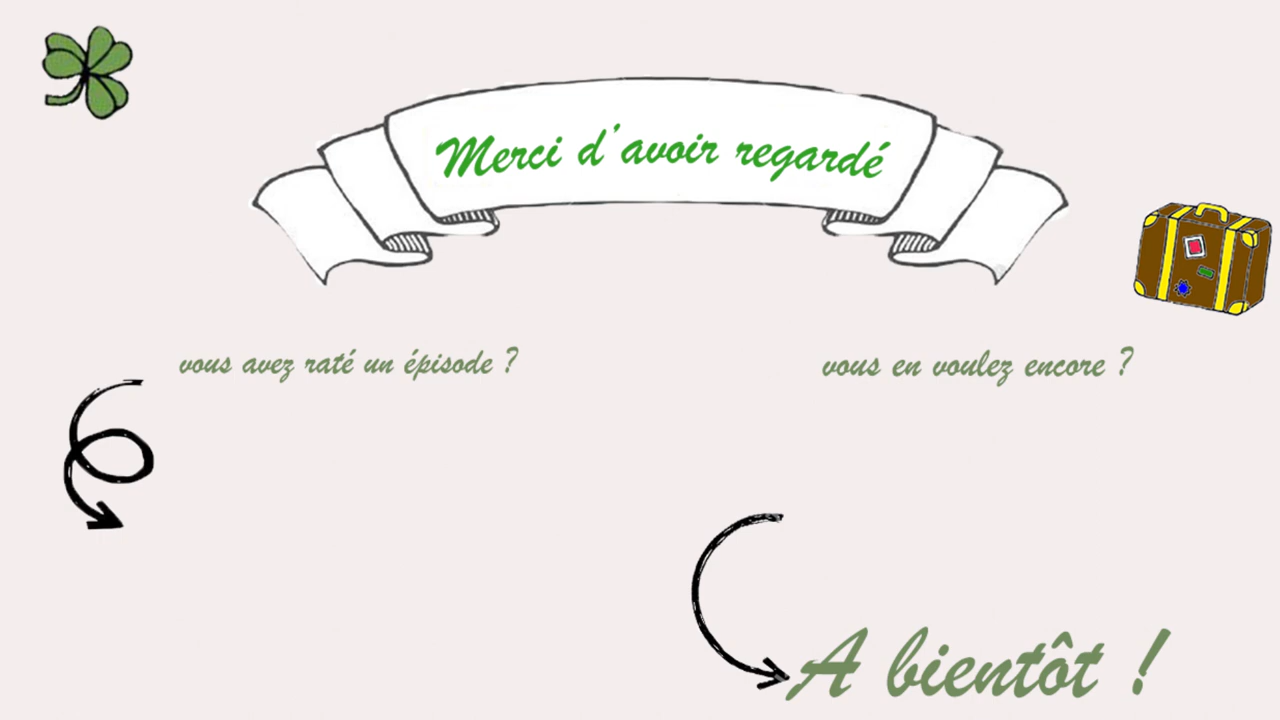 Merci d'avoir regardé
vous avez raté un épisode ?
vous en voulez encore ?
A bientôt !